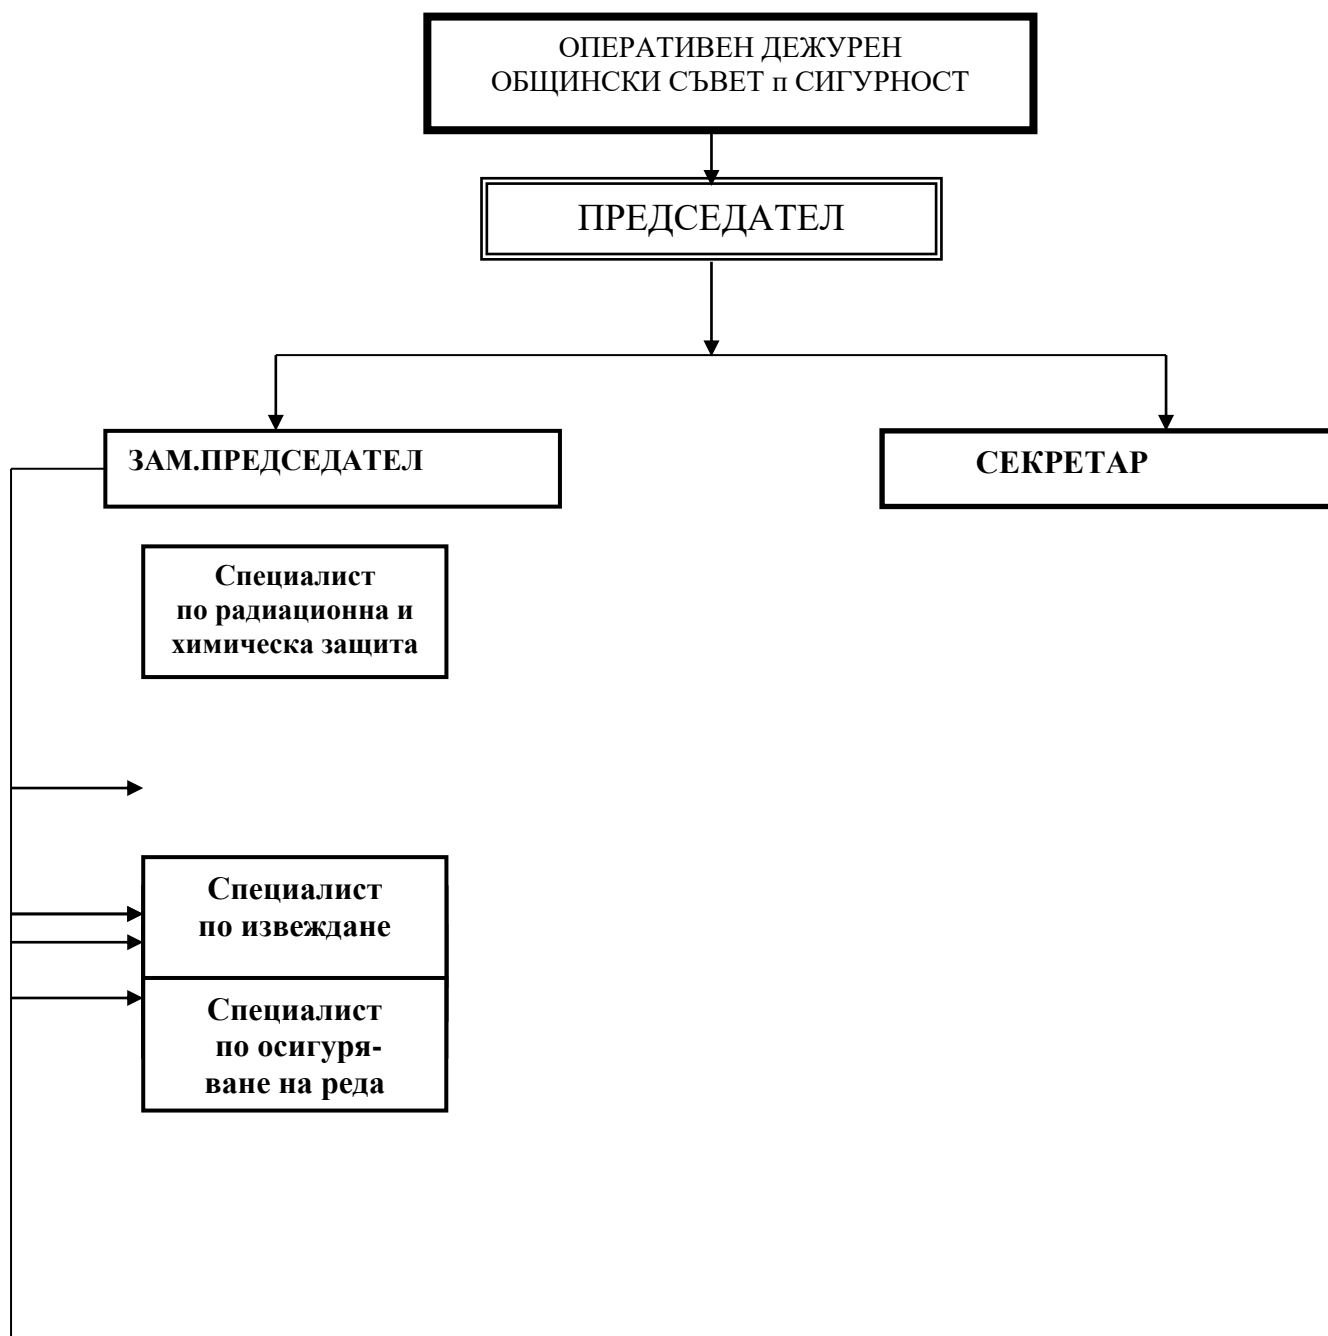 ОПЕРАТИВЕН ДЕЖУРЕН
ОБЩИНСКИ СЪВЕТ п СИГУРНОСТ
ПРЕДСЕДАТЕЛ
ЗАМ.ПРЕДСЕДАТЕЛ
СЕКРЕТАР
Специалист
по радиационна и
химическа защита
Специалист
по извеждане
Специалист
по осигуря-
ване на реда